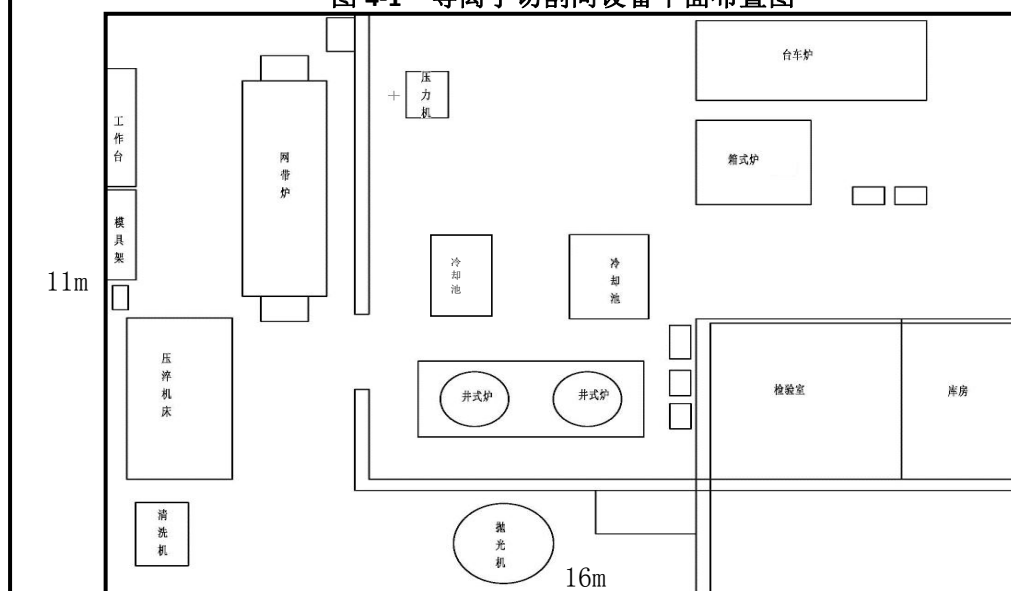 图 4-1 等离子切割间设备平面布置图
台车炉
压力机
工作台
网带炉
箱式炉
模具架
冷却池
冷却池
11m
压淬机床
井式炉
井式炉
检验室
库房
清洗机
抛光机
16m